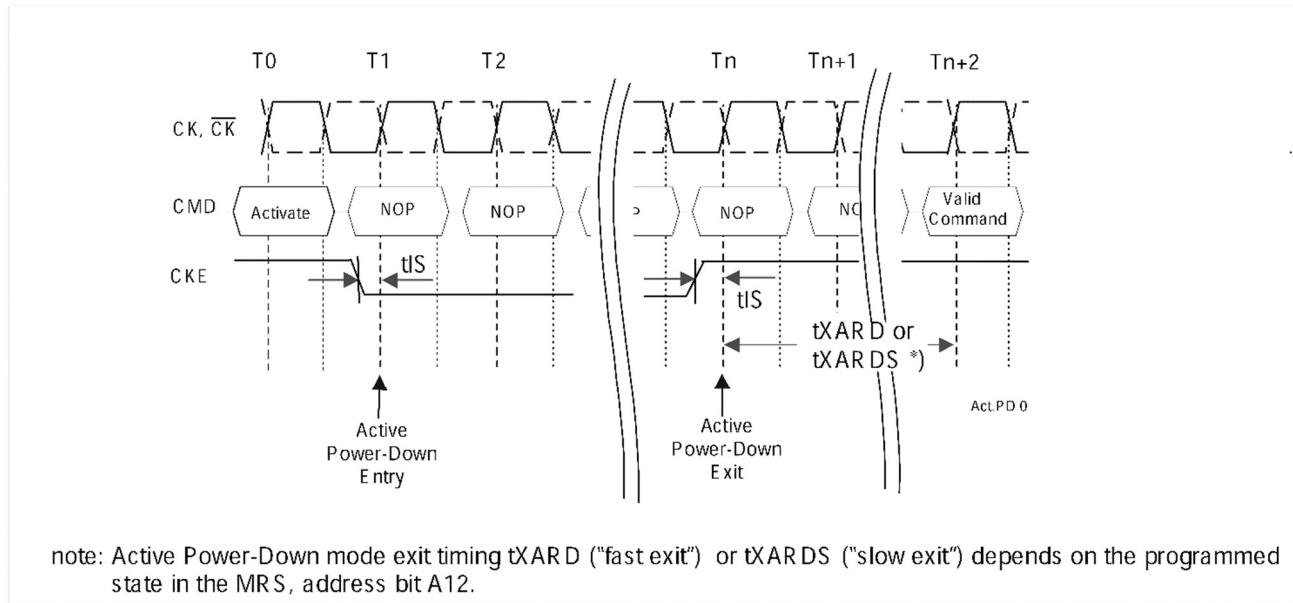 T0 T1 T2 Tn Tn+1 Tn+2
CK, CK
CMD Activate NOP NOP P NOP NC Valid
Command
CKE tIS tIS
tXARD or
tXARDS *)
Act.PD 0
Active
Power-Down
Entry
Active
Power-Down
Exit
note: Active Power-Down mode exit timing tXARD ("fast exit") or tXARDS ("slow exit") depends on the programmed
state in the MRS, address bit A12.